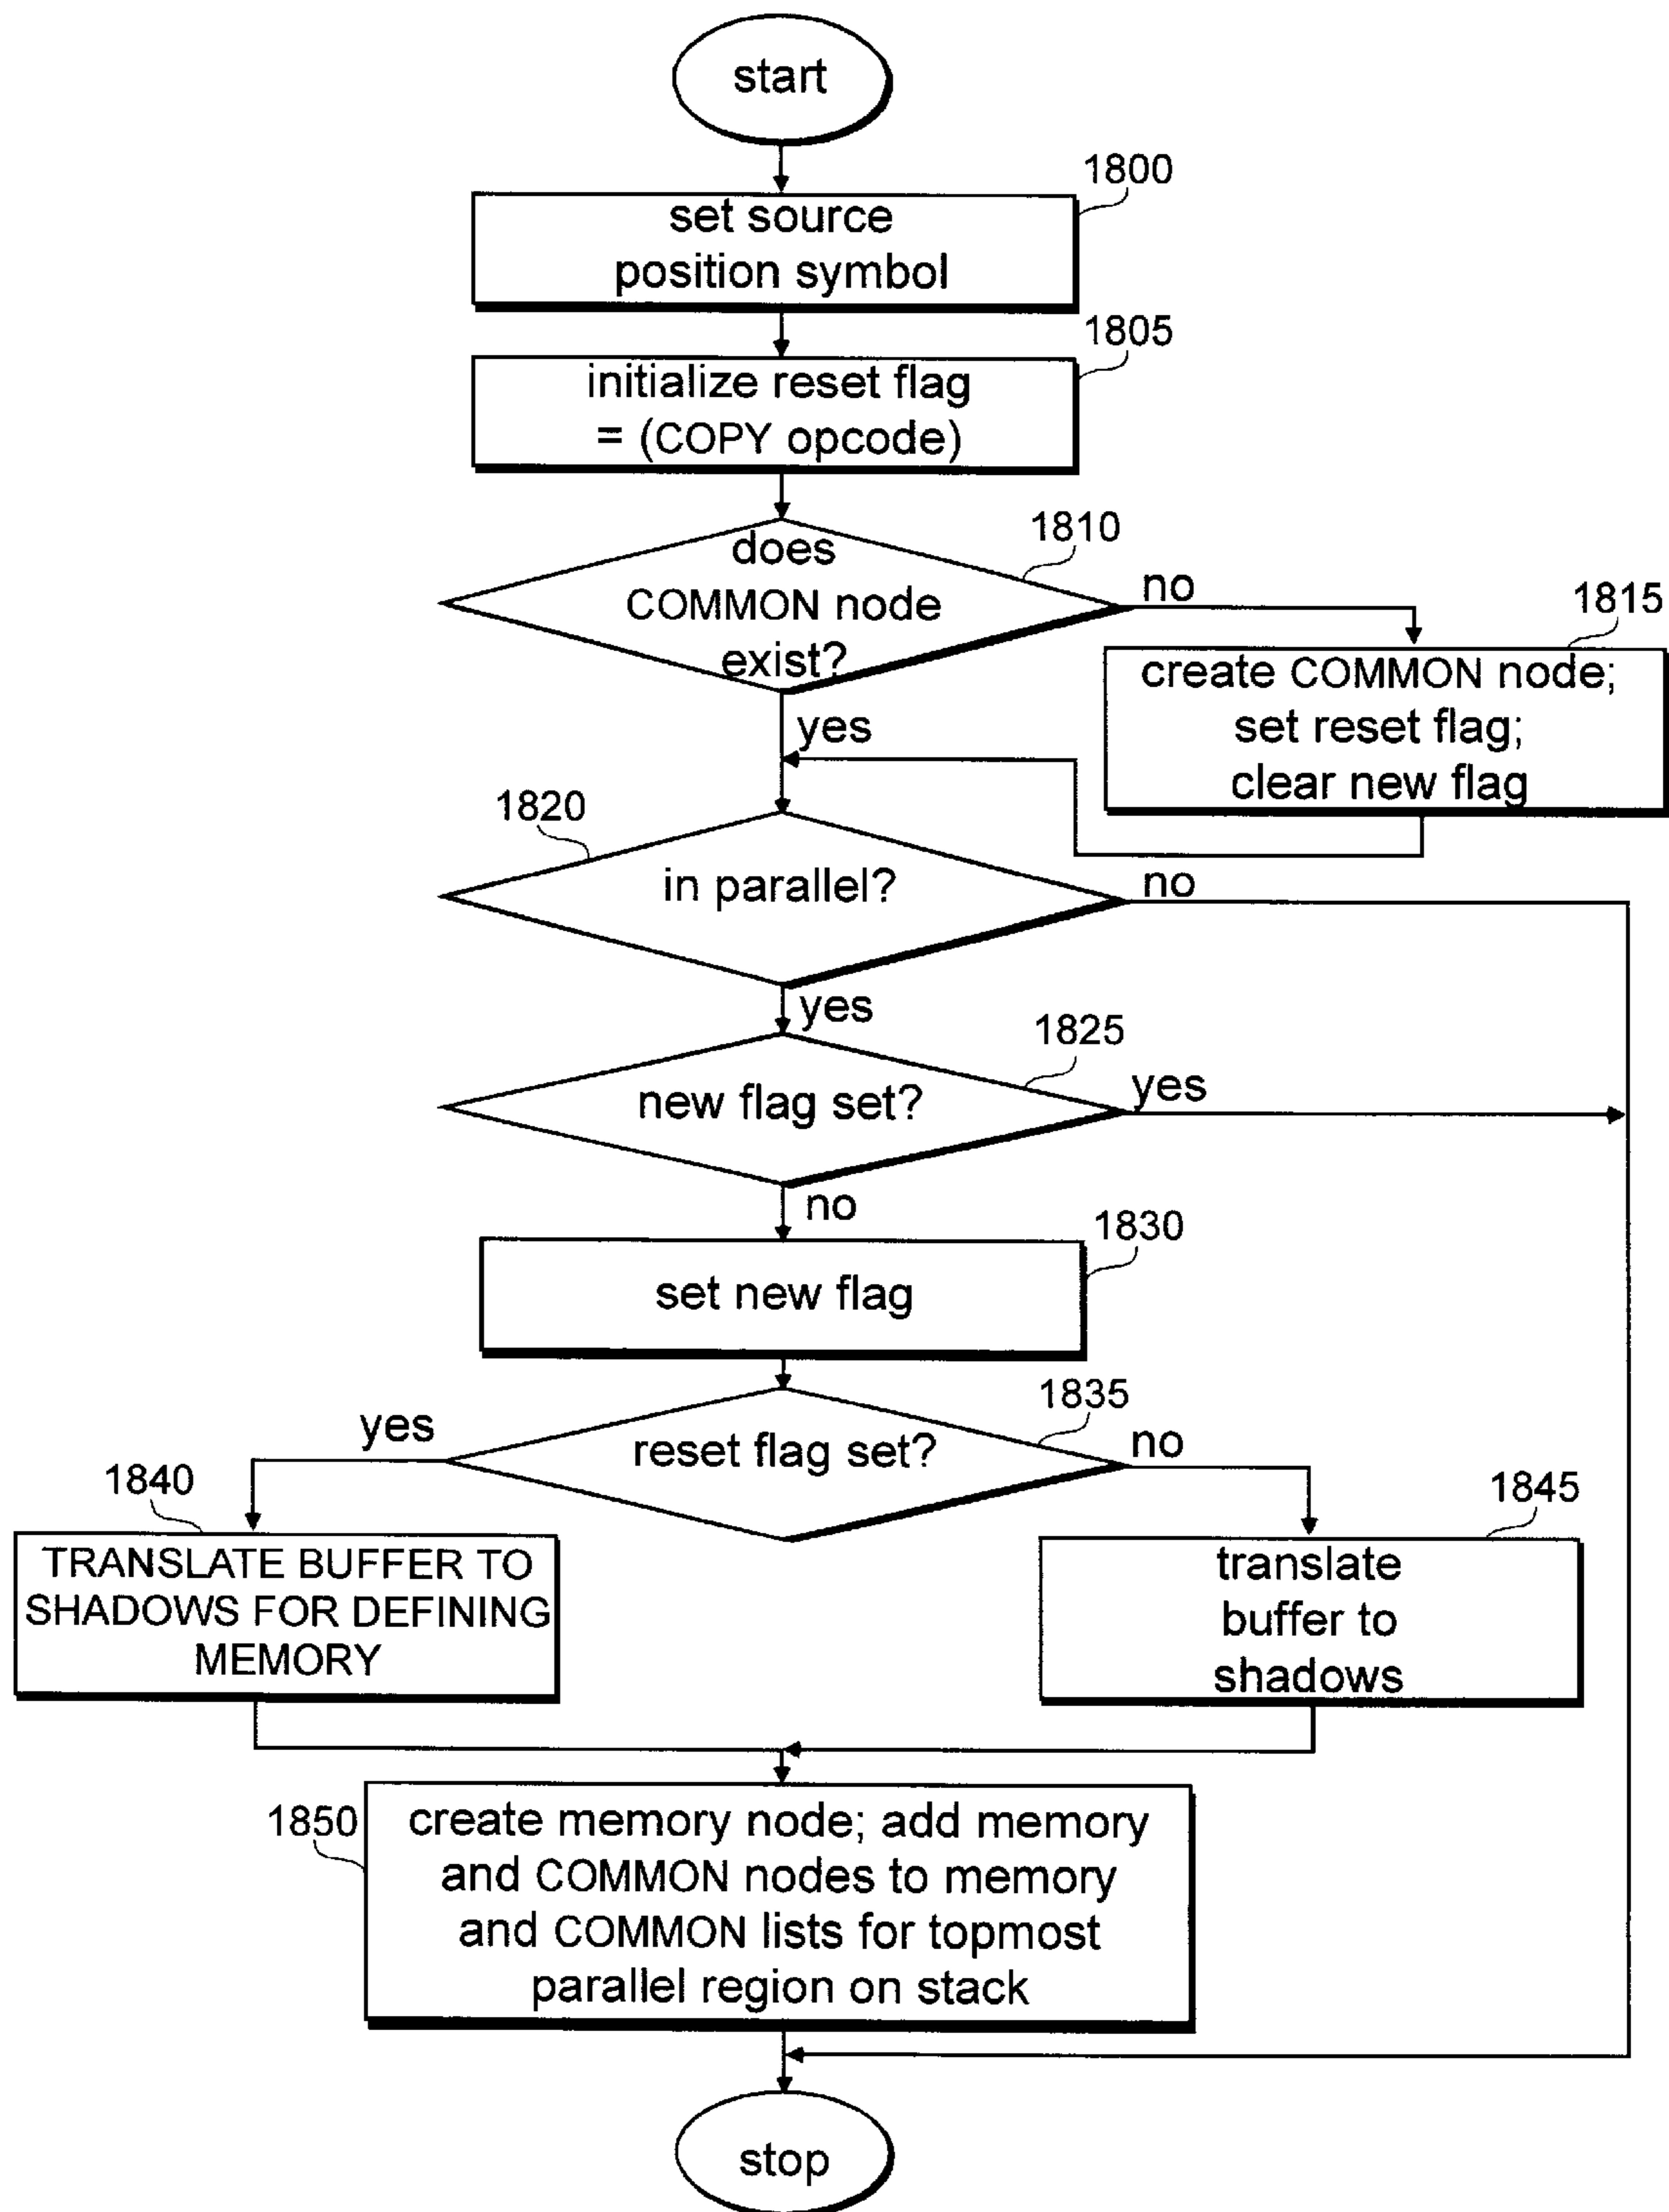 start
1800
set source
position symbol
1805
initialize reset flag
= (COPY opcode)
1810
does
COMMON node
exist?
no
1815
create COMMON node;
set reset flag;
clear new flag
yes
1820
in parallel?
no
yes
1825
new flag set?
yes
no
1830
set new flag
1835
yes
reset flag set?
no
1840
TRANSLATE BUFFER TO
SHADOWS FOR DEFINING
MEMORY
1845
translate
buffer to
shadows
1850
create memory node; add memory
and COMMON nodes to memory
and COMMON lists for topmost
parallel region on stack
stop